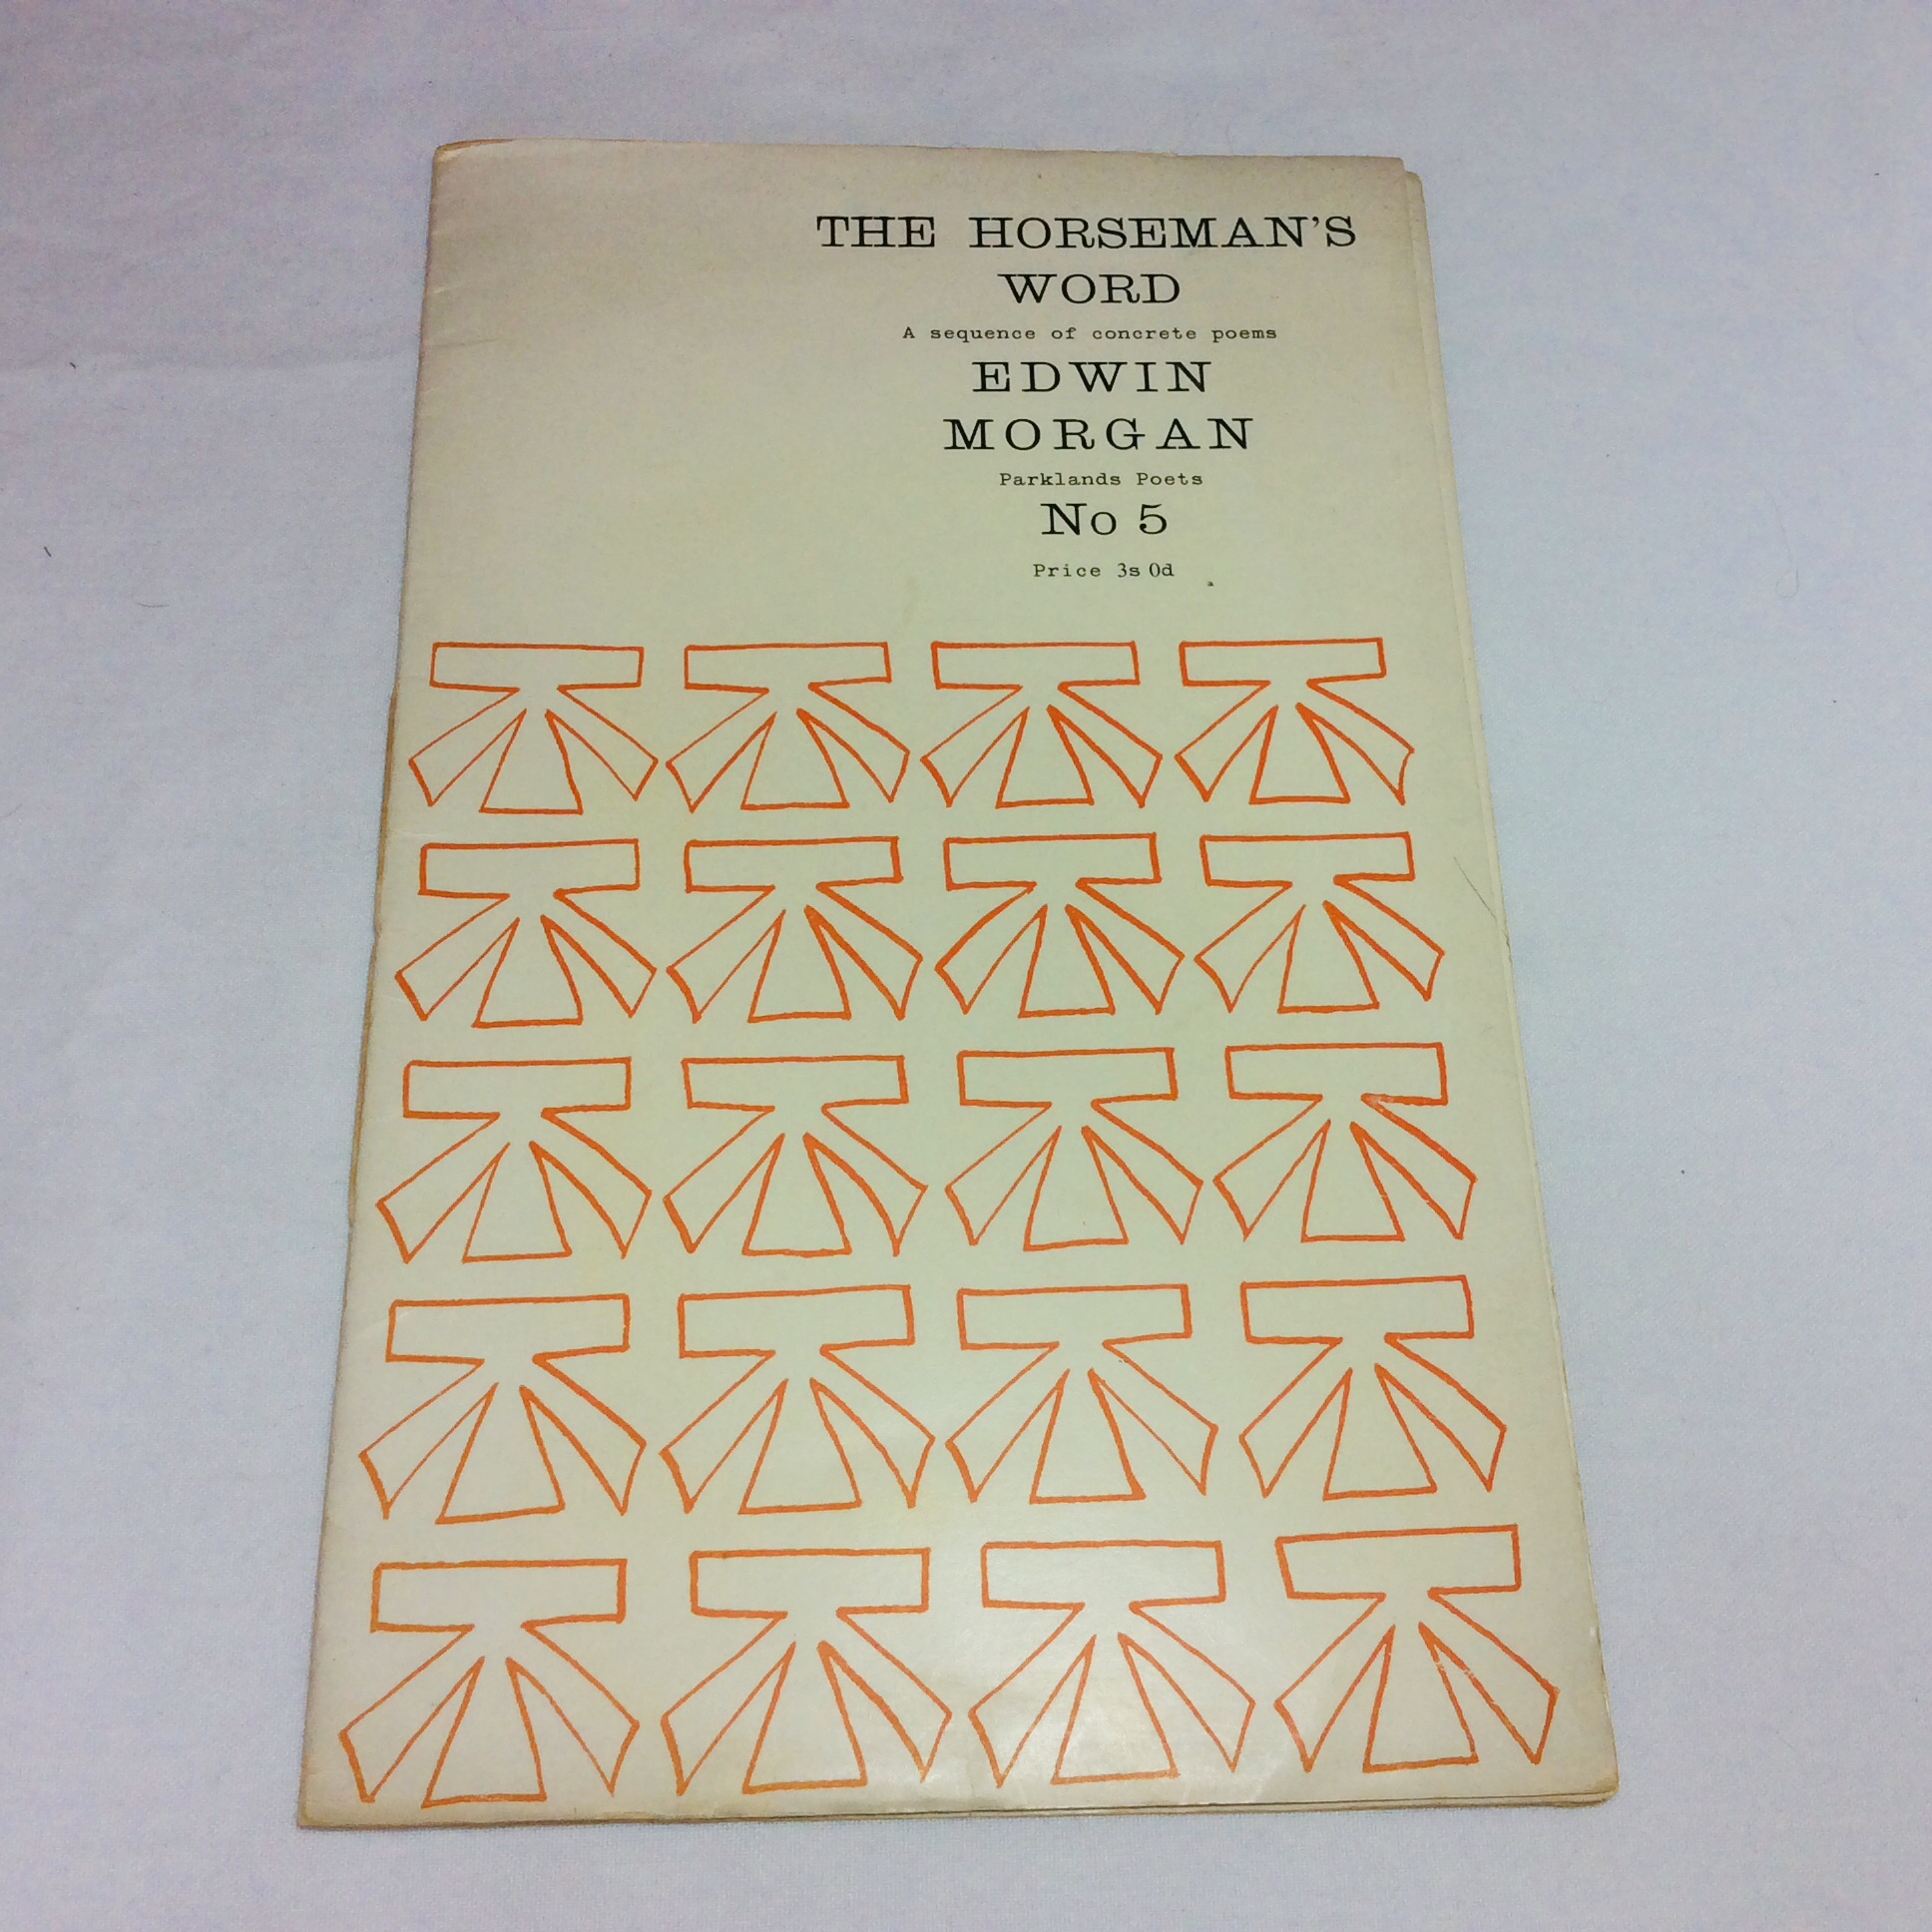 THE HORSEMAN'S
WORD
A sequence of concrete poems
EDWIN
MORGAN
Parklands Poets
No 5
Price 3s 0d